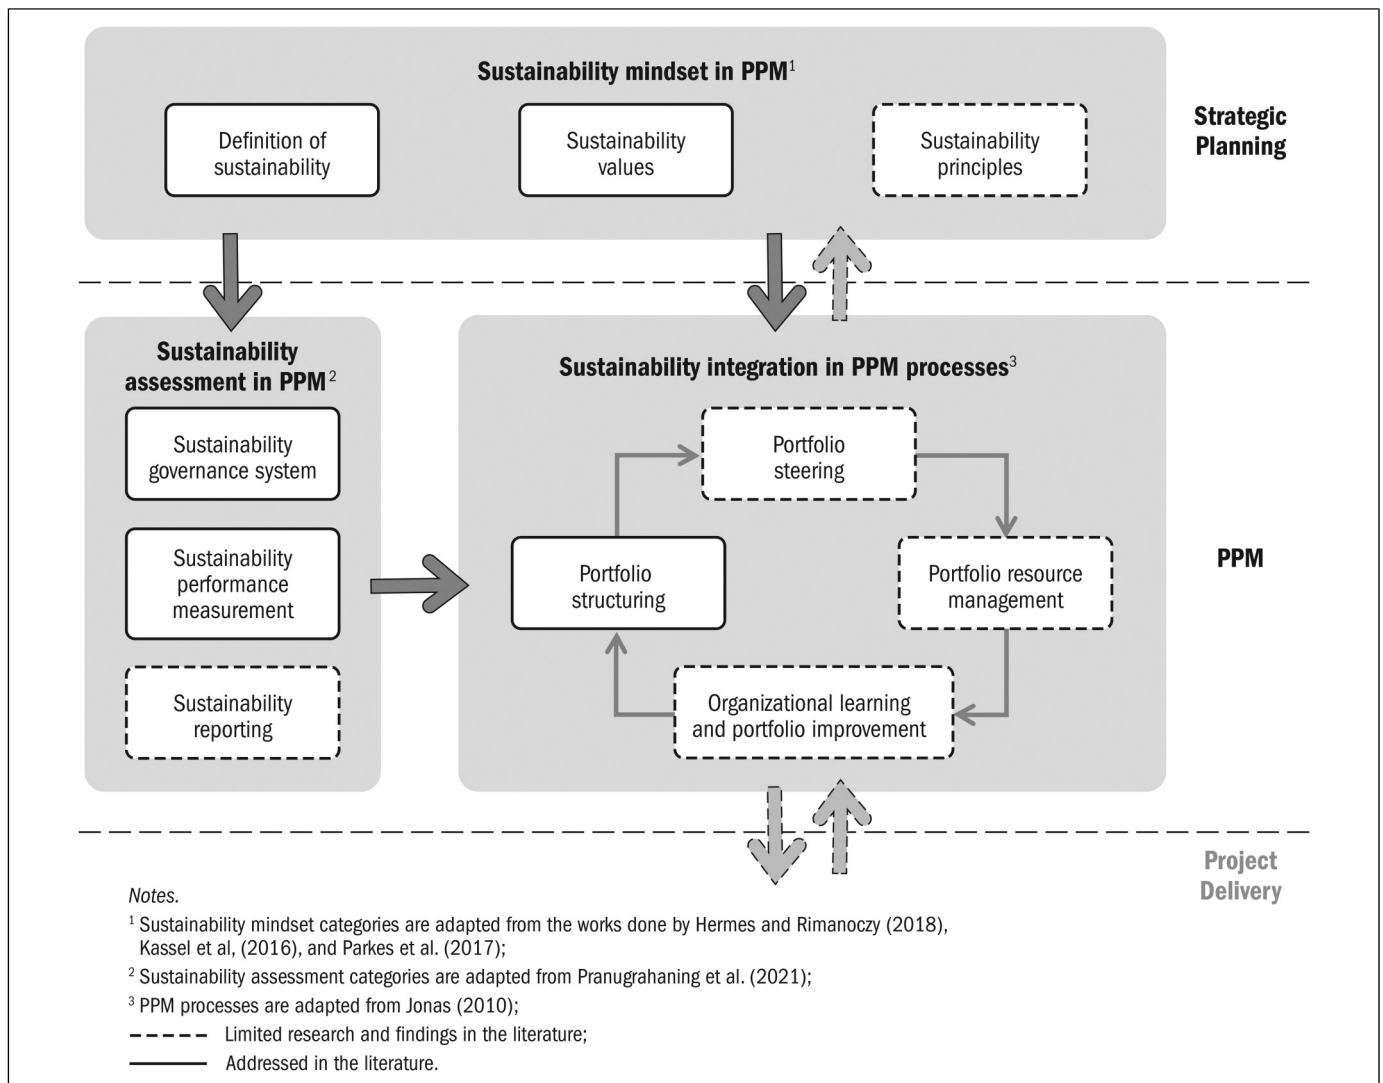 Sustainability mindset in PPM¹
Definition of
sustainability
Sustainability
values
Sustainability
principles
Strategic
Planning
Sustainability
assessment in PPM²
Sustainability
governance system
Sustainability
performance
measurement
Sustainability
reporting
Sustainability integration in PPM processes³
Portfolio
steering
Portfolio
structuring
Portfolio resource
management
Organizational learning
and portfolio improvement
PPM
Project
Delivery
Notes.
¹ Sustainability mindset categories are adapted from the works done by Hermes and Rimanoczy (2018),
Kassel et al, (2016), and Parkes et al. (2017);
² Sustainability assessment categories are adapted from Pranugrahaning et al. (2021);
³ PPM processes are adapted from Jonas (2010);
Limited research and findings in the literature;
Addressed in the literature.